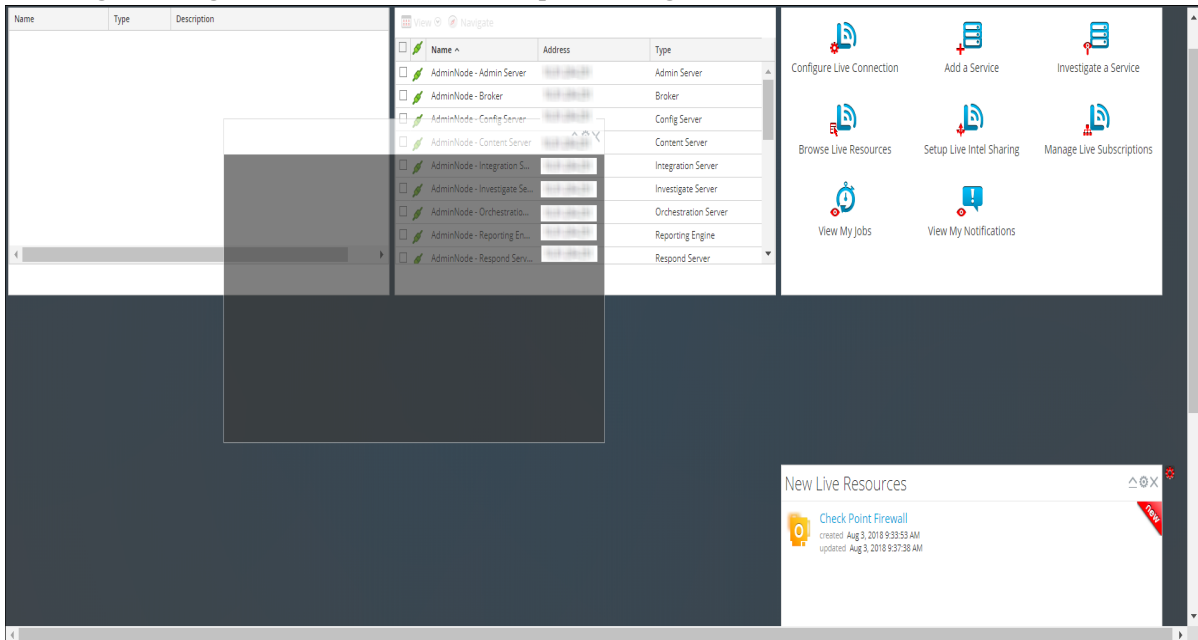 Name Type Description
View Navigate
Name Address Type
AdminNode - Admin Server Admin Server
AdminNode - Broker Broker
AdminNode - Config Server Config Server
AdminNode - Content Server Content Server
AdminNode - Integration S... Integration Server
AdminNode - Investigate Se... Investigate Server
AdminNode - Orchestratio... Orchestration Server
AdminNode - Reporting En... Reporting Engine
AdminNode - Respond Serv... Respond Server
Configure Live Connection Add a Service Investigate a Service
Browse Live Resources Setup Live Intel Sharing Manage Live Subscriptions
View My Jobs View My Notifications
New Live Resources
Check Point Firewall
created Aug 3, 2018 9:33:53 AM
updated Aug 3, 2018 9:37:38 AM
new